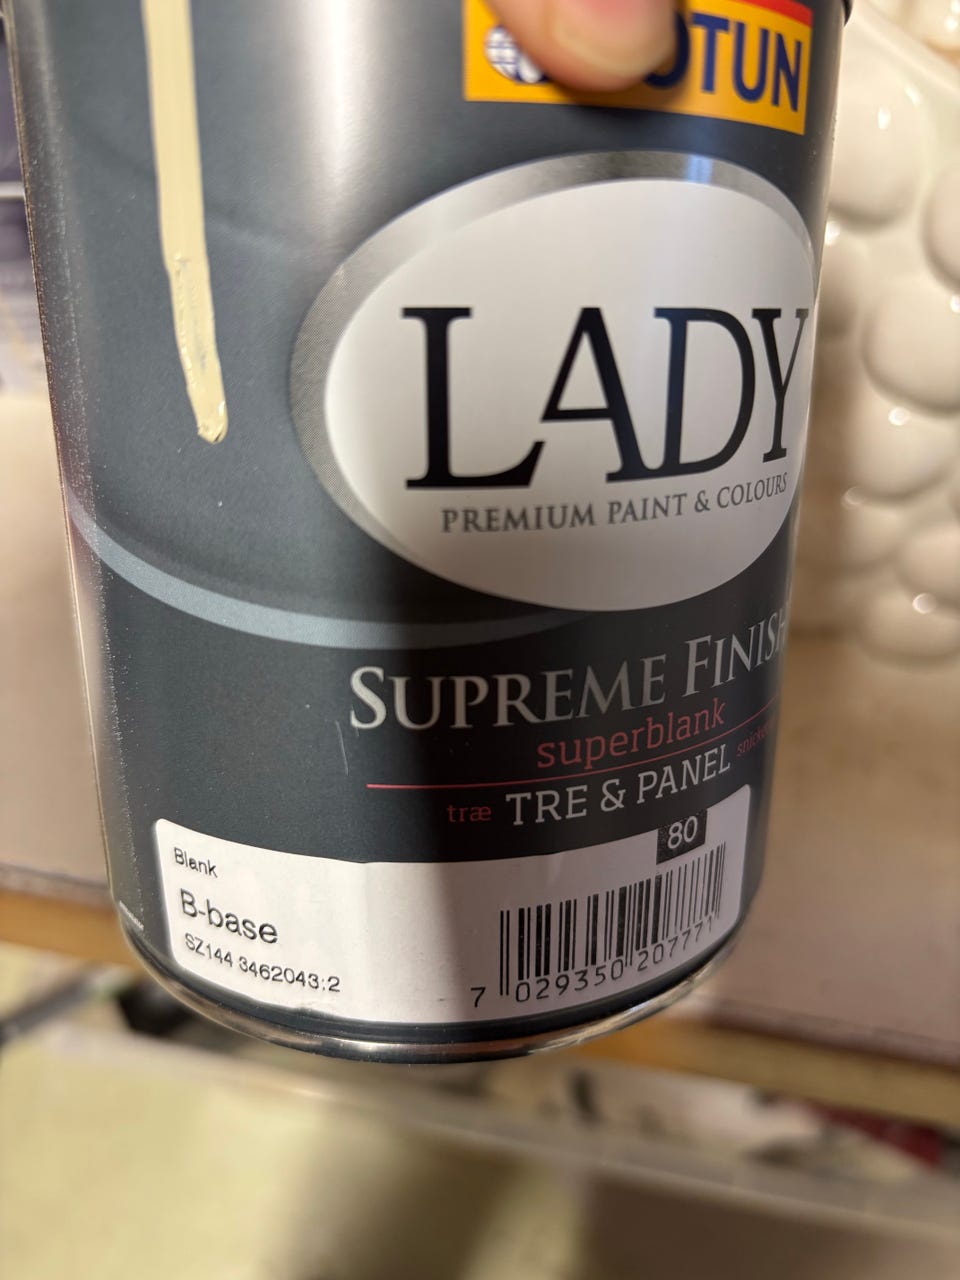 OTUN
LADY
PREMIUM PAINT & COLOURS
SUPREME FINISH
superblank
træ TRE & PANEL
80
Blank
B-base
SZ144 3462043:2
7 029350 207771